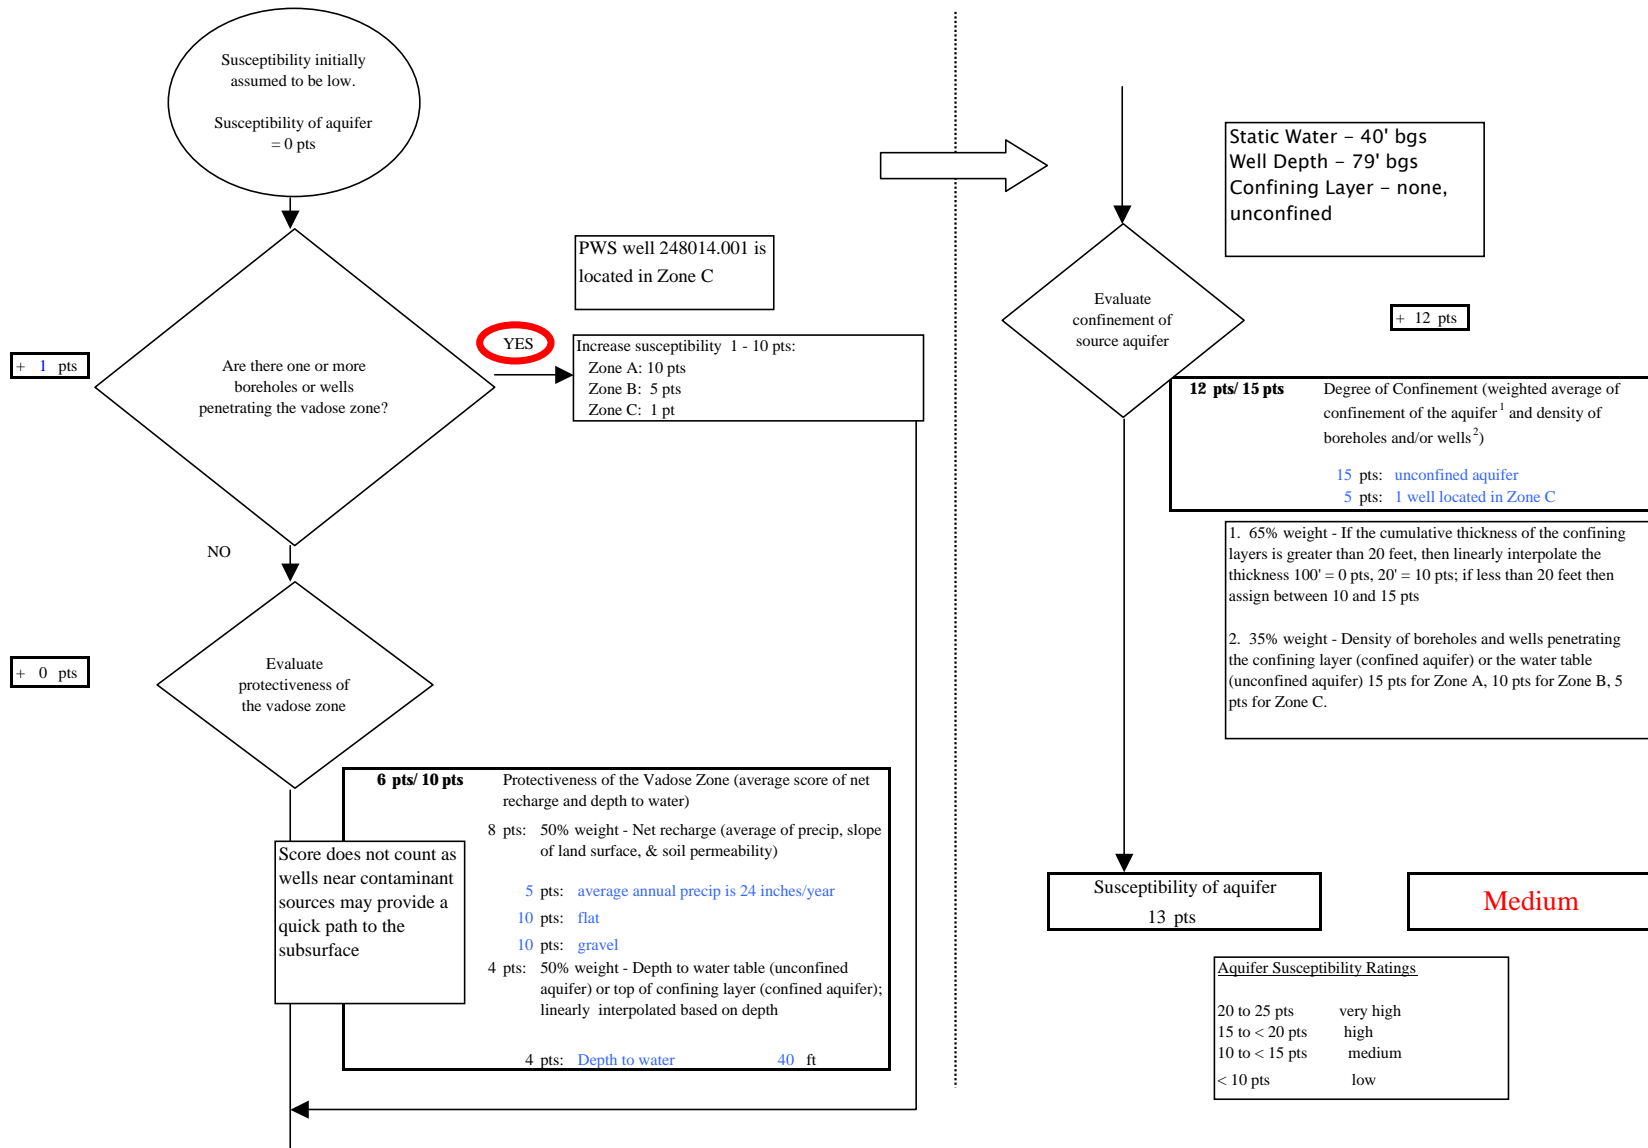 Susceptibility initially
assumed to be low.
Susceptibility of aquifer
= 0 pts
Are there one or more
boreholes or wells
penetrating the vadose zone?
+ 1 pts
YES
PWS well 248014.001 is
located in Zone C
Increase susceptibility 1 - 10 pts:
Zone A: 10 pts
Zone B: 5 pts
Zone C: 1 pt
NO
+ 0 pts
Evaluate
protectiveness of
the vadose zone
6 pts/ 10 pts Protectiveness of the Vadose Zone (average score of net
recharge and depth to water)
8 pts: 50% weight - Net recharge (average of precip, slope
of land surface, & soil permeability)
5 pts: average annual precip is 24 inches/year
10 pts: flat
10 pts: gravel
4 pts: 50% weight - Depth to water table (unconfined
aquifer) or top of confining layer (confined aquifer);
linearly interpolated based on depth
4 pts: Depth to water 40 ft
Score does not count as
wells near contaminant
sources may provide a
quick path to the
subsurface
Static Water – 40' bgs
Well Depth – 79' bgs
Confining Layer – none,
unconfined
Evaluate
confinement of
source aquifer
+ 12 pts
12 pts/ 15 pts Degree of Confinement (weighted average of
confinement of the aquifer1 and density of
boreholes and/or wells2)
15 pts: unconfined aquifer
5 pts: 1 well located in Zone C
1. 65% weight - If the cumulative thickness of the confining
layers is greater than 20 feet, then linearly interpolate the
thickness 100' = 0 pts, 20' = 10 pts; if less than 20 feet then
assign between 10 and 15 pts
2. 35% weight - Density of boreholes and wells penetrating
the confining layer (confined aquifer) or the water table
(unconfined aquifer) 15 pts for Zone A, 10 pts for Zone B, 5
pts for Zone C.
Susceptibility of aquifer
13 pts
Medium
Aquifer Susceptibility Ratings
20 to 25 pts very high
15 to < 20 pts high
10 to < 15 pts medium
< 10 pts low